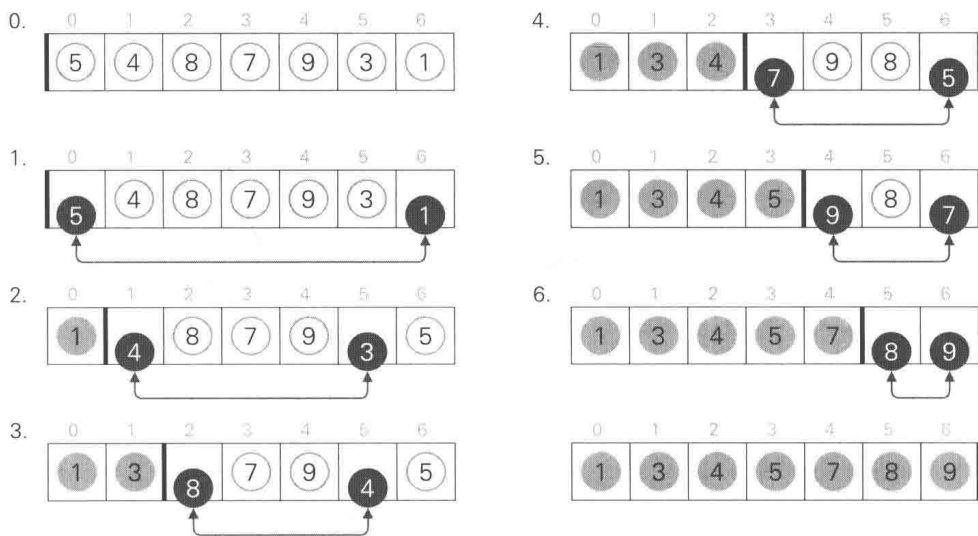 0.
0 1 2 3 4 5 6
5 4 8 7 9 3 1
1.
0 1 2 3 4 5 6
5 4 8 7 9 3 1
2.
0 1 2 3 4 5 6
1 4 8 7 9 3 5
3.
0 1 2 3 4 5 6
1 3 8 7 9 4 5
4.
0 1 2 3 4 5 6
1 3 4 7 9 8 5
5.
0 1 2 3 4 5 6
1 3 4 5 9 8 7
6.
0 1 2 3 4 5 6
1 3 4 5 7 8 9
0 1 2 3 4 5 6
1 3 4 5 7 8 9